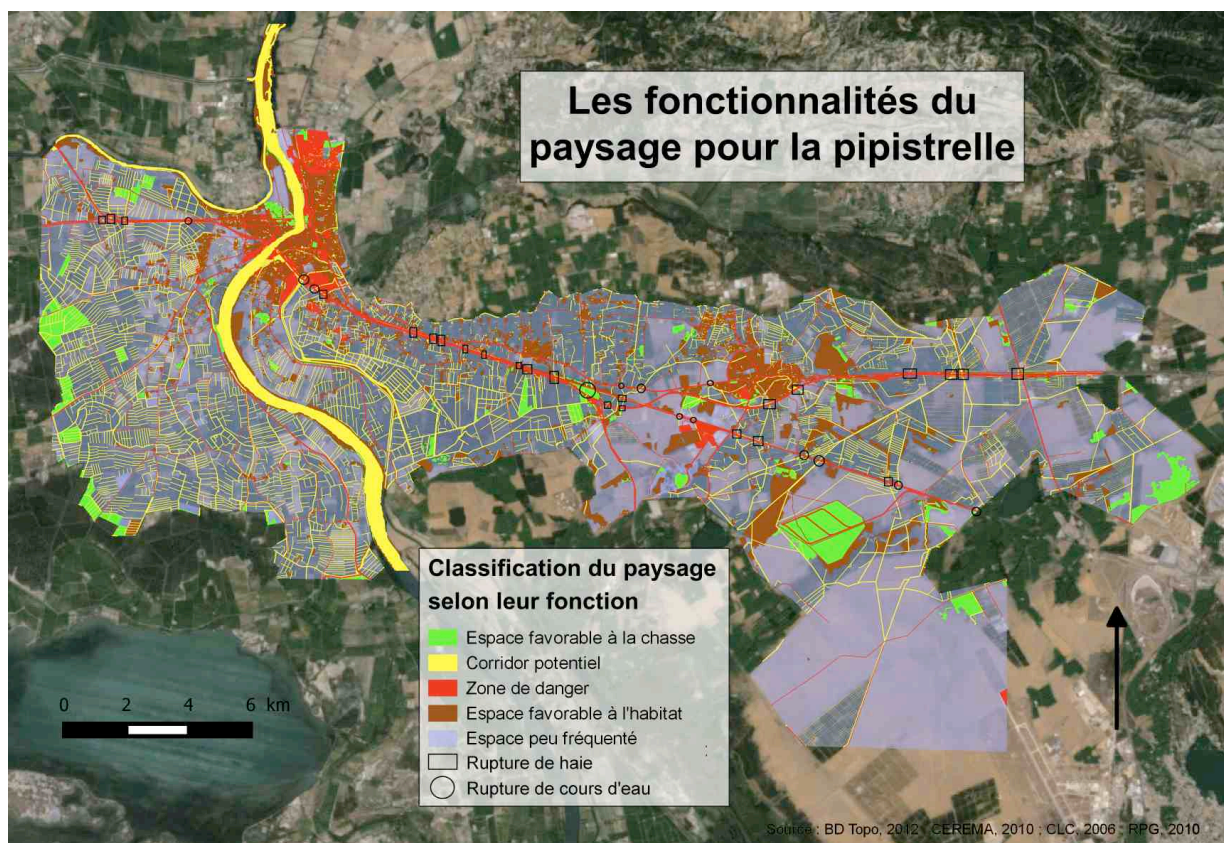 Les fonctionnalités du
paysage pour la pipistrelle
Classification du paysage
selon leur fonction
Espace favorable à la chasse
Corridor potentiel
Zone de danger
Espace favorable à l'habitat
Espace peu fréquenté
Rupture de haie
Rupture de cours d'eau
0 2 4 6 km
Source : BD Topo, 2012 ; CEREMA, 2010 ; CLC, 2006 ; RPG, 2010